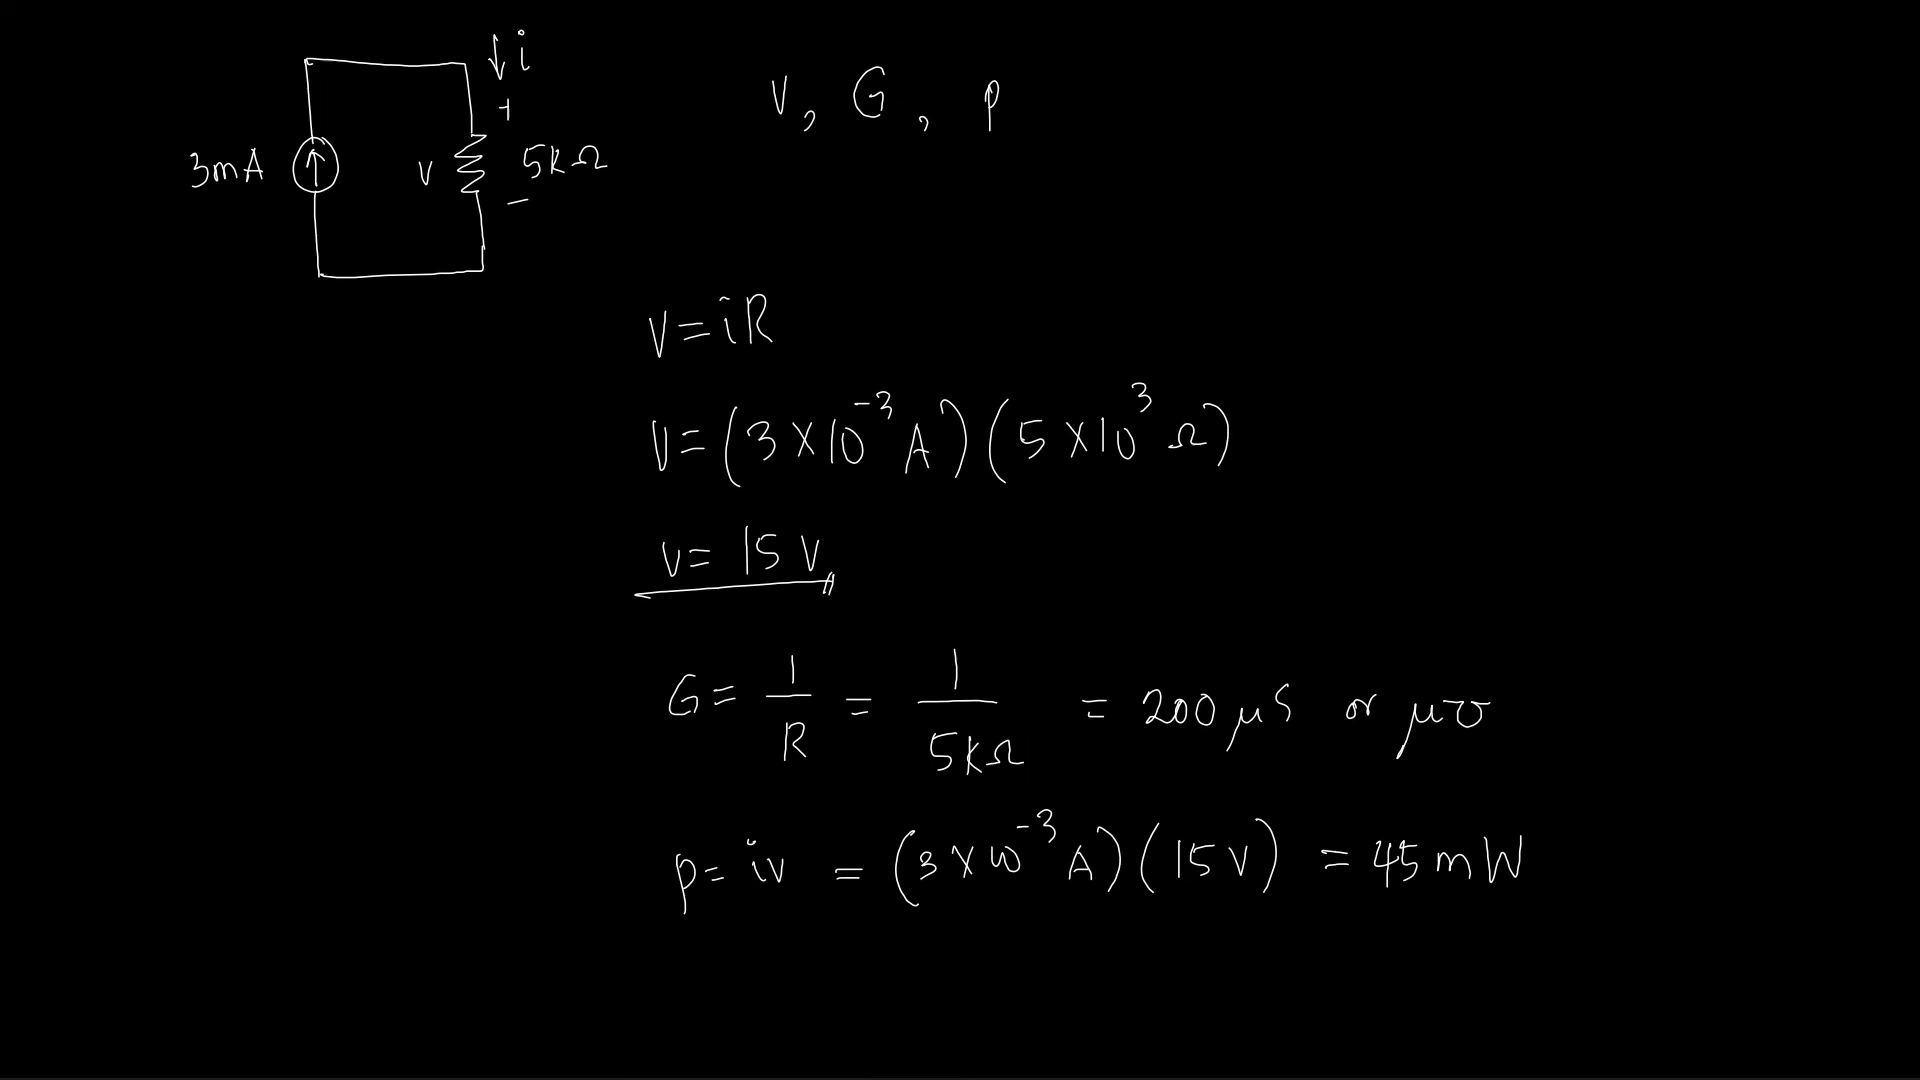 ↓i
+
3mA ↑ v 5kΩ
−
v, G, p
v = iR
v = (3 × 10⁻³ A)(5 × 10³ Ω)
v = 15 V
G = 1/R = 1/5kΩ = 200 μS or μ℧
p = iv = (3 × 10⁻³ A)(15 V) = 45 mW